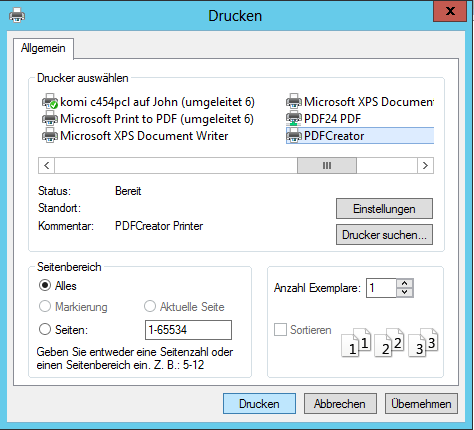 Drucken
x
Allgemein
Drucker auswählen
komi c454pcl auf John (umgeleitet 6)
Microsoft XPS Document
Microsoft Print to PDF (umgeleitet 6)
PDF24 PDF
Microsoft XPS Document Writer
PDFCreator
Status: Bereit
Standort:
Einstellungen
Kommentar: PDFCreator Printer
Drucker suchen...
Seitenbereich
Alles
Markierung
Aktuelle Seite
Seiten: 1-65534
Geben Sie entweder eine Seitenzahl oder
einen Seitenbereich ein. Z. B.: 5-12
Anzahl Exemplare: 1
Sortieren
1 1 2 2 3 3
Drucken
Abbrechen
Übernehmen